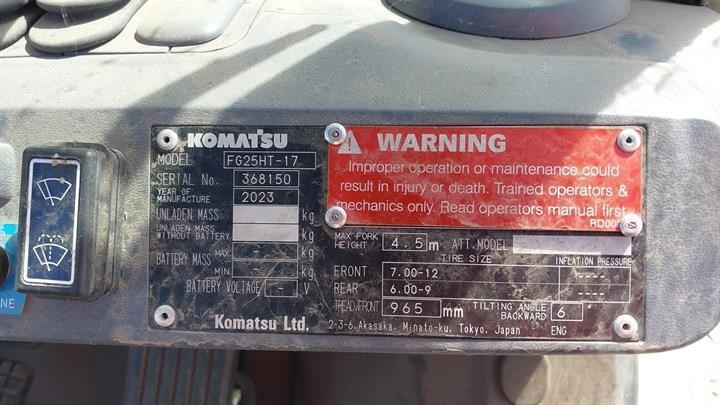 KOMATSU
MODEL FG25HT-17
SERIAL No. 368150
YEAR OF MANUFACTURE 2023
UNLADEN MASS kg
UNLADEN MASS WITHOUT BATTERY kg
BATTERY MASS MAX. - kg
MIN. - kg
BATTERY VOLTAGE - V
Komatsu Ltd.
WARNING
Improper operation or maintenance could
result in injury or death. Trained operators &
mechanics only. Read operators manual first.
MAX FORK HEIGHT 4.5m ATT.MODEL
TIRE SIZE INFLATION PRESSURE
FRONT 7.00-12 ----
REAR 6.00-9 ----
TREAD/FRONT 965 mm TILTING ANGLE BACKWARD 6 °
2-3-6, Akasaka, Minato-ku, Tokyo, Japan ENG
NE